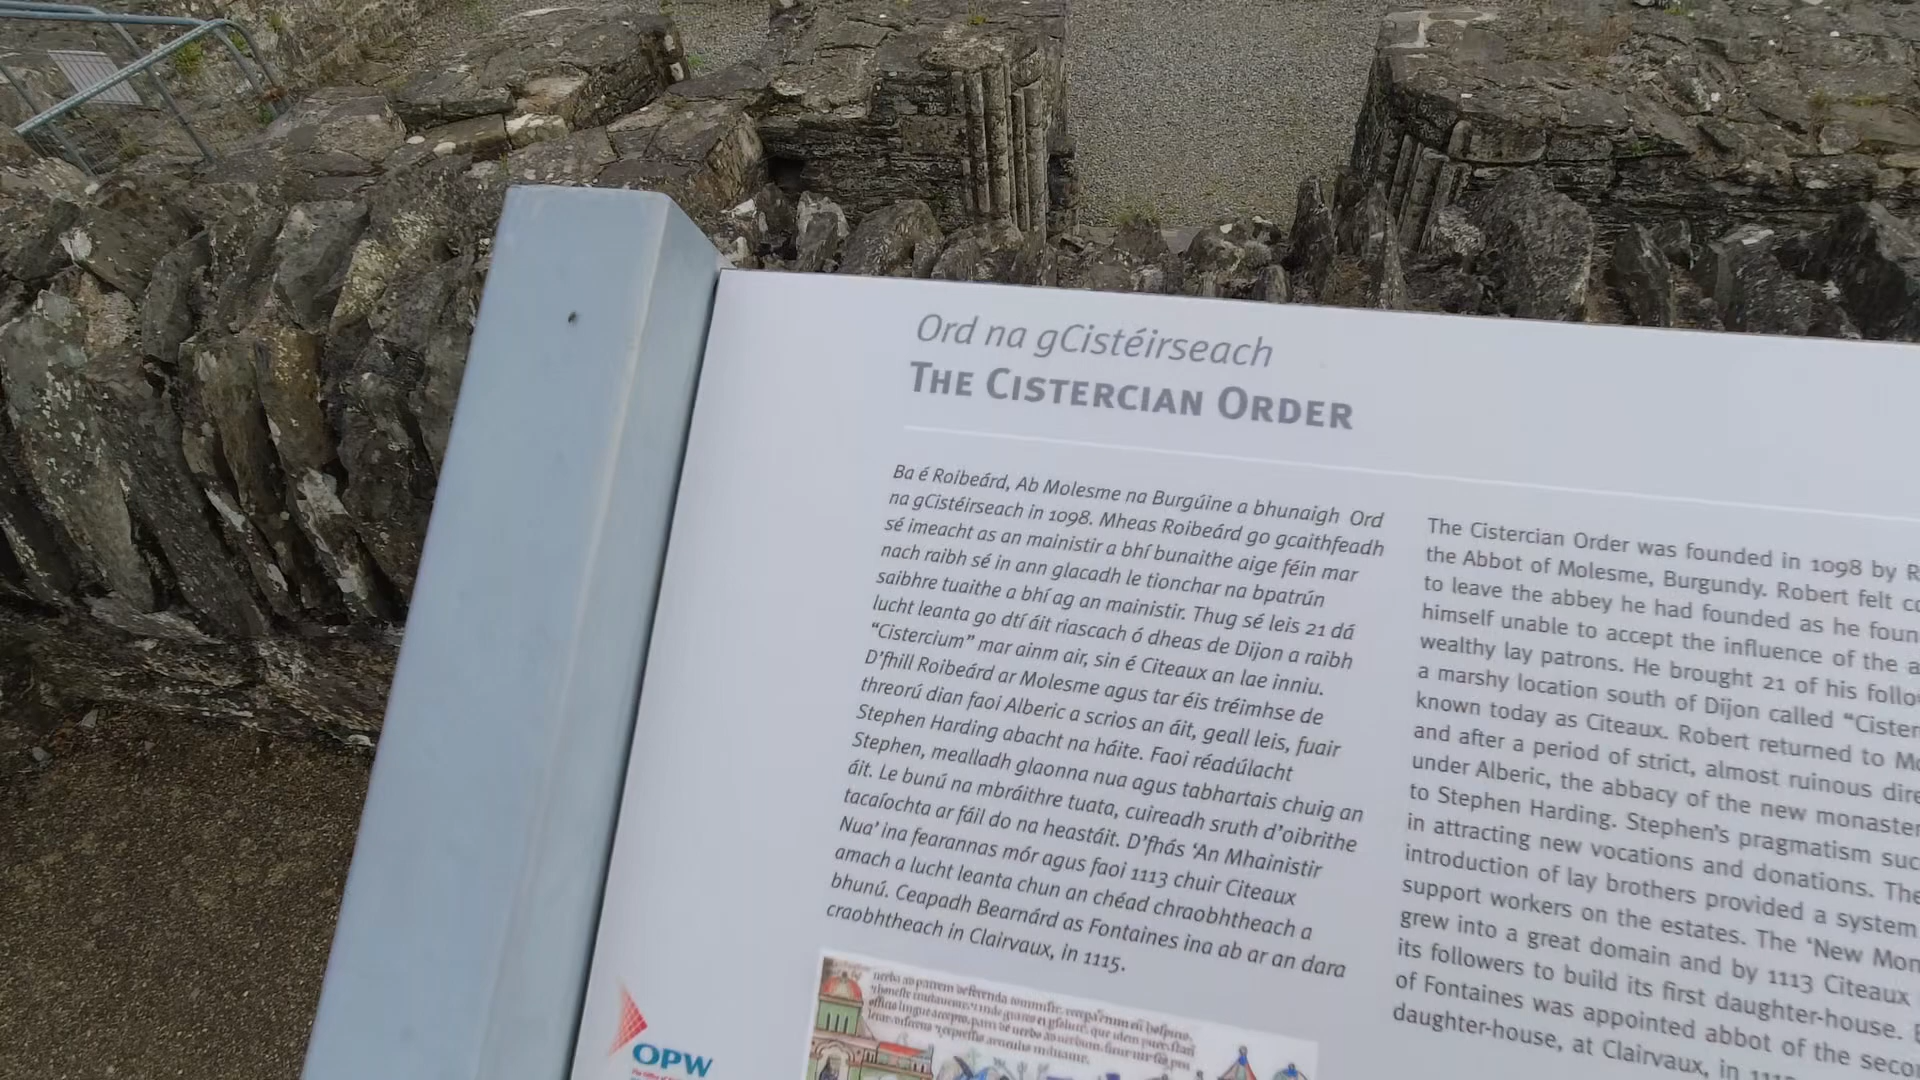 Ord na gCistéirseach
THE CISTERCIAN ORDER
Ba é Roibeárd, Ab Molesme na Burgúine a bhunaigh Ord
na gCistéirseach in 1098. Mheas Roibeárd go gcaithfeadh
sé imeacht as an mainistir a bhí bunaithe aige féin mar
nach raibh sé in ann glacadh le tionchar na bpatrún
saibhre tuaithe a bhí ag an mainistir. Thug sé leis 21 dá
lucht leanta go dtí áit riascach ó dheas de Dijon a raibh
“Cistercium” mar ainm air, sin é Citeaux an lae inniu.
D’fhill Roibeárd ar Molesme agus tar éis tréimhse de
threorú dian faoi Alberic a scrios an áit, geall leis, fuair
Stephen Harding abacht na háite. Faoi réadúlacht
Stephen, mealladh glaonna nua agus tabhartais chuig an
áit. Le bunú na mbráithre tuata, cuireadh sruth d’oibrithe
tacaíochta ar fáil do na heastáit. D’fhás ‘An Mhainistir
Nua’ ina fearannas mór agus faoi 1113 chuir Citeaux
amach a lucht leanta chun an chéad chraobhtheach a
bhunú. Ceapadh Bearnárd as Fontaines ina ab ar an dara
craobhtheach in Clairvaux, in 1115.
The Cistercian Order was founded in 1098 by
the Abbot of Molesme, Burgundy. Robert felt
to leave the abbey he had founded as he
himself unable to accept the influence of the
wealthy lay patrons. He brought 21 of his
a marshy location south of Dijon called
known today as Citeaux. Robert returned to
and after a period of strict, almost ruinous
under Alberic, the abbacy of the new
to Stephen Harding. Stephen’s pragmatism
in attracting new vocations and donations. The
introduction of lay brothers provided a system
support workers on the estates. The ‘New
grew into a great domain and by 1113 Citeaux
its followers to build its first daughter-house.
of Fontaines was appointed abbot of the
daughter-house, at Clairvaux, in
OPW